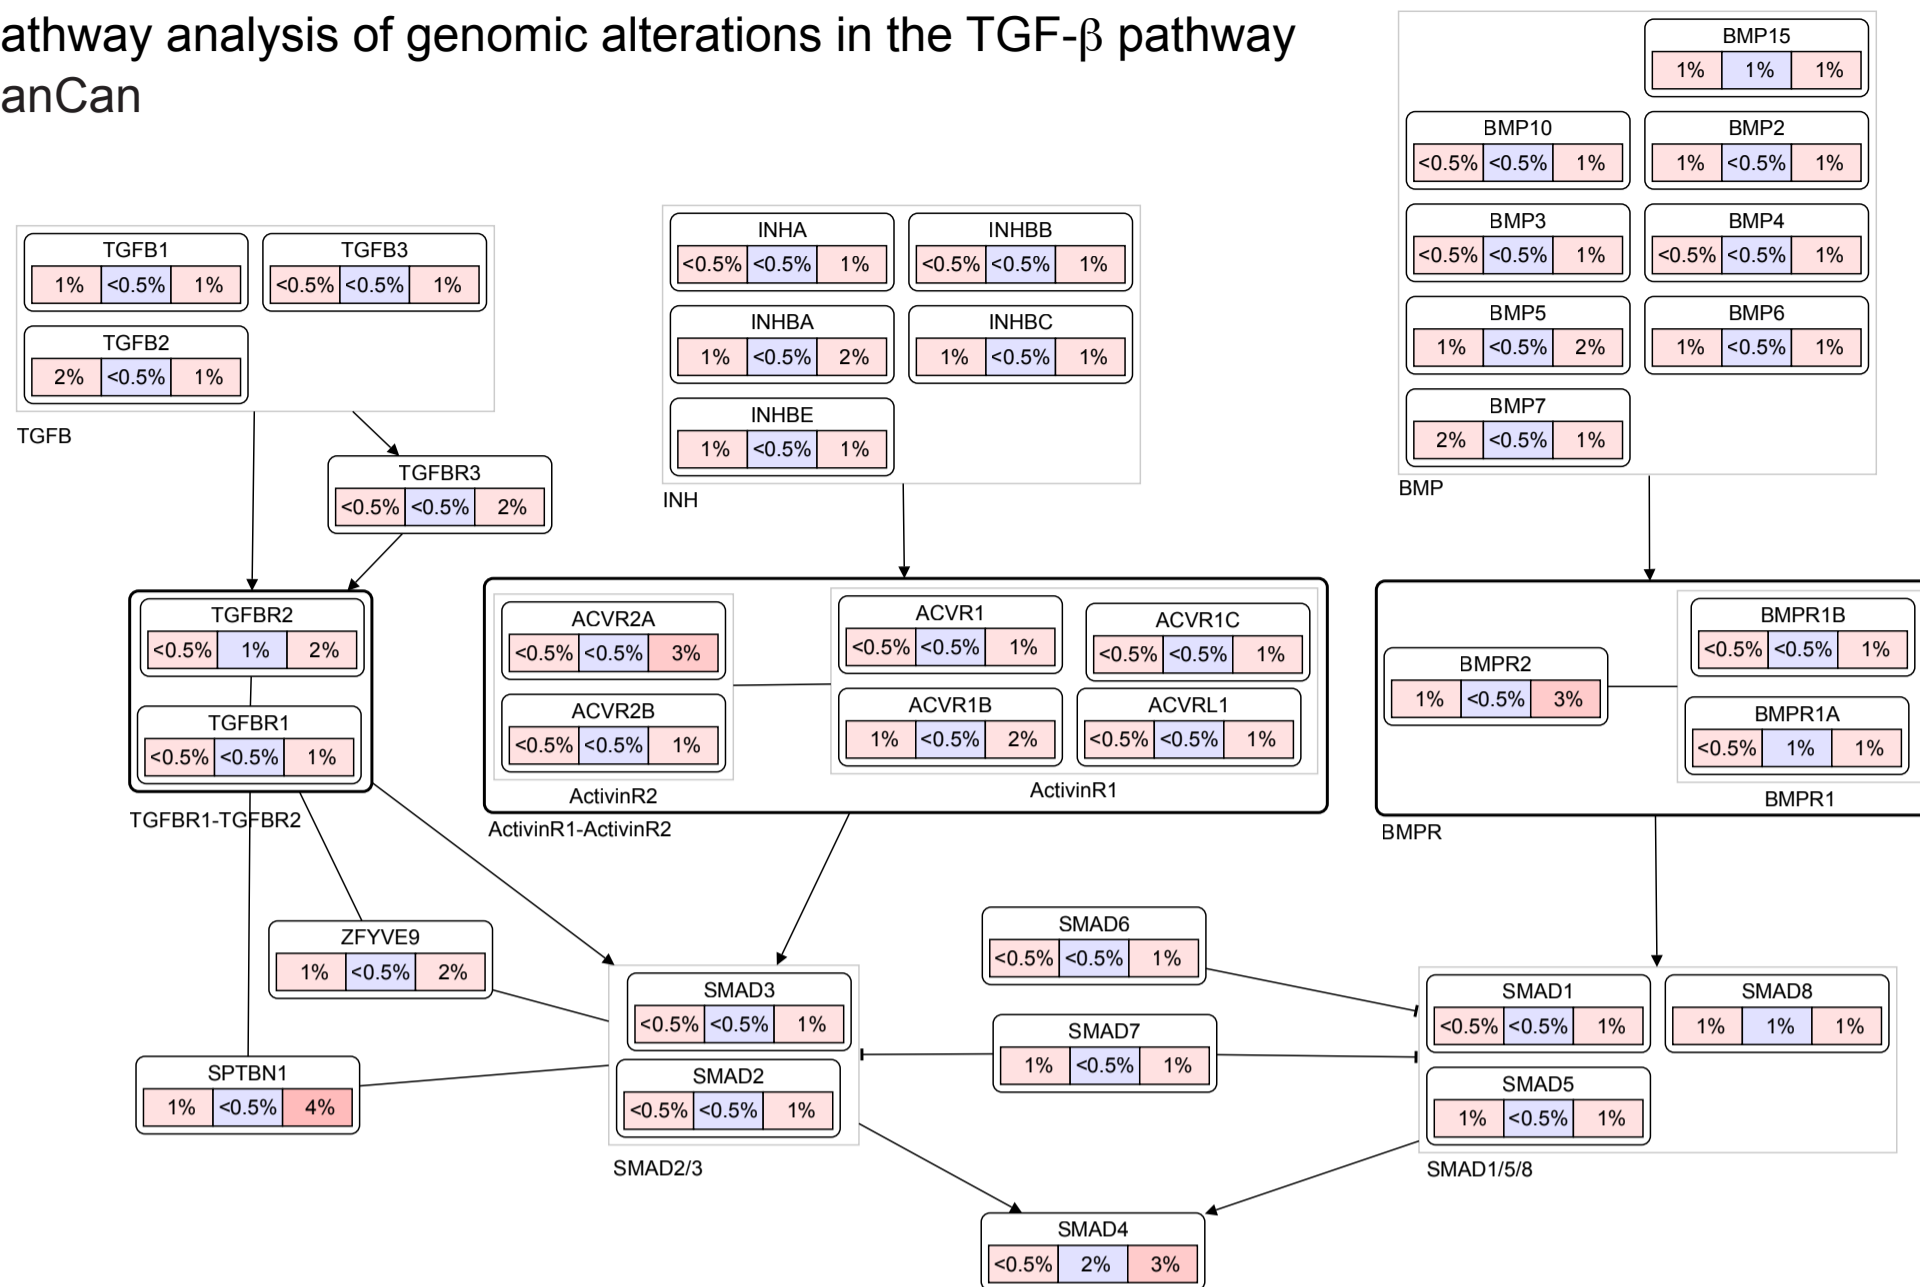 athway analysis of genomic alterations in the TGF-β pathway
anCan
BMP15
1% 1% 1%
BMP10
<0.5% <0.5% 1%
BMP2
1% <0.5% 1%
BMP3
<0.5% <0.5% 1%
BMP4
<0.5% <0.5% 1%
BMP5
1% <0.5% 2%
BMP6
1% <0.5% 1%
BMP7
2% <0.5% 1%
BMP
TGFB1
1% <0.5% 1%
TGFB3
<0.5% <0.5% 1%
TGFB2
2% <0.5% 1%
TGFB
INHA
<0.5% <0.5% 1%
INHBB
<0.5% <0.5% 1%
INHBA
1% <0.5% 2%
INHBC
1% <0.5% 1%
INHBE
1% <0.5% 1%
INH
TGFBR3
<0.5% <0.5% 2%
TGFBR2
<0.5% 1% 2%
TGFBR1
<0.5% <0.5% 1%
TGFBR1-TGFBR2
ACVR2A
<0.5% <0.5% 3%
ACVR2B
<0.5% <0.5% 1%
ActivinR2
ACVR1
<0.5% <0.5% 1%
ACVR1C
<0.5% <0.5% 1%
ACVR1B
1% <0.5% 2%
ACVRL1
<0.5% <0.5% 1%
ActivinR1
ActivinR1-ActivinR2
BMPR2
1% <0.5% 3%
BMPR1B
<0.5% <0.5% 1%
BMPR1A
<0.5% 1% 1%
BMPR1
BMPR
ZFYVE9
1% <0.5% 2%
SPTBN1
1% <0.5% 4%
SMAD3
<0.5% <0.5% 1%
SMAD2
<0.5% <0.5% 1%
SMAD2/3
SMAD6
<0.5% <0.5% 1%
SMAD7
1% <0.5% 1%
SMAD1
<0.5% <0.5% 1%
SMAD8
1% 1% 1%
SMAD5
1% <0.5% 1%
SMAD1/5/8
SMAD4
<0.5% 2% 3%